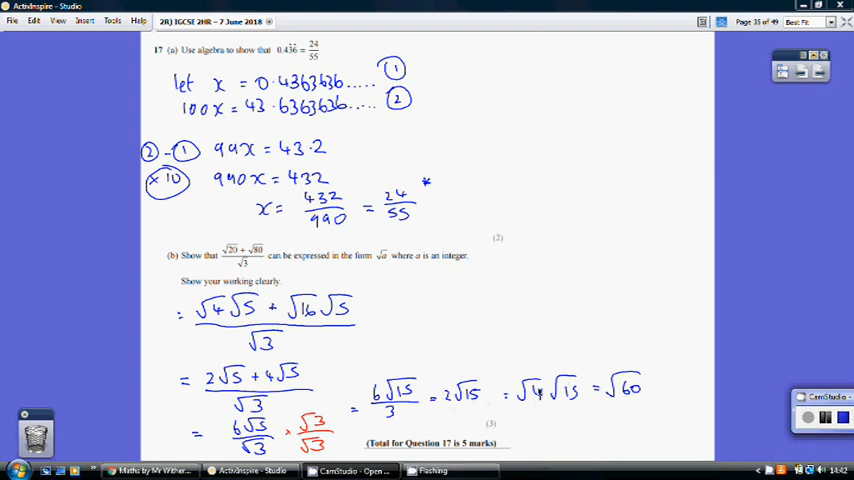 ActivInspire - Studio
File Edit View Insert Tools Help
2R) IGCSE 2HR – 7 June 2018
Page 35 of 49
Best Fit
17 (a) Use algebra to show that 0.43̇6̇ = 24/55
let x = 0.4363636..... ①
100x = 43.6363636..... ②
② - ① 99x = 43.2
×10 990x = 432
x = 432/990 = 24/55 *
(2)
(b) Show that (√20 + √80)/√3 can be expressed in the form √a where a is an integer.
Show your working clearly.
= (√4√5 + √16√5)/√3
= (2√5 + 4√5)/√3
= 6√5/√3 × √3/√3 = 6√15/3 = 2√15 = √4√15 = √60
(3)
(Total for Question 17 is 5 marks)
CamStudio
Start
Maths by Mr Wither...
ActivInspire - Studio
CamStudio - Open ...
Flashing
14:42